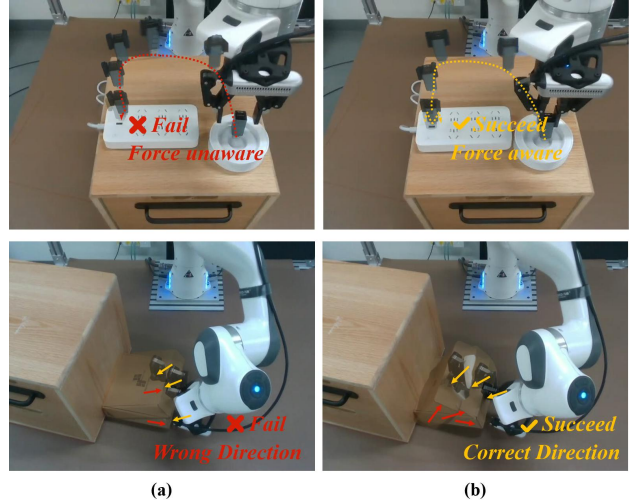 ✖ Fail
Force unaware
✔ Succeed
Force aware
✖ Fail
Wrong Direction
✔ Succeed
Correct Direction
(a)
(b)